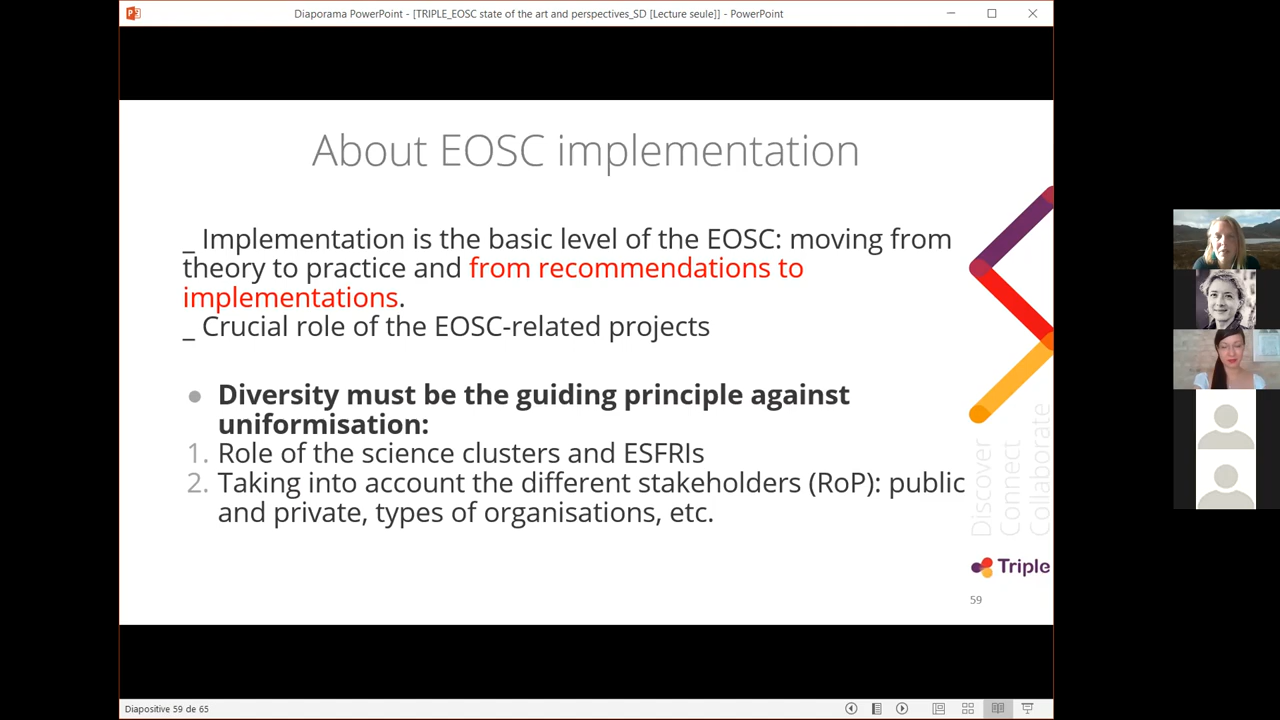 Diaporama PowerPoint - [TRIPLE_EOSC state of the art and perspectives_SD [Lecture seule]] - PowerPoint
About EOSC implementation
_ Implementation is the basic level of the EOSC: moving from
theory to practice and from recommendations to
implementations.
_ Crucial role of the EOSC-related projects
● Diversity must be the guiding principle against
uniformisation:
1. Role of the science clusters and ESFRIs
2. Taking into account the different stakeholders (RoP): public
and private, types of organisations, etc.
Discover
Connect
Collaborate
Triple
59
Diapositive 59 de 65